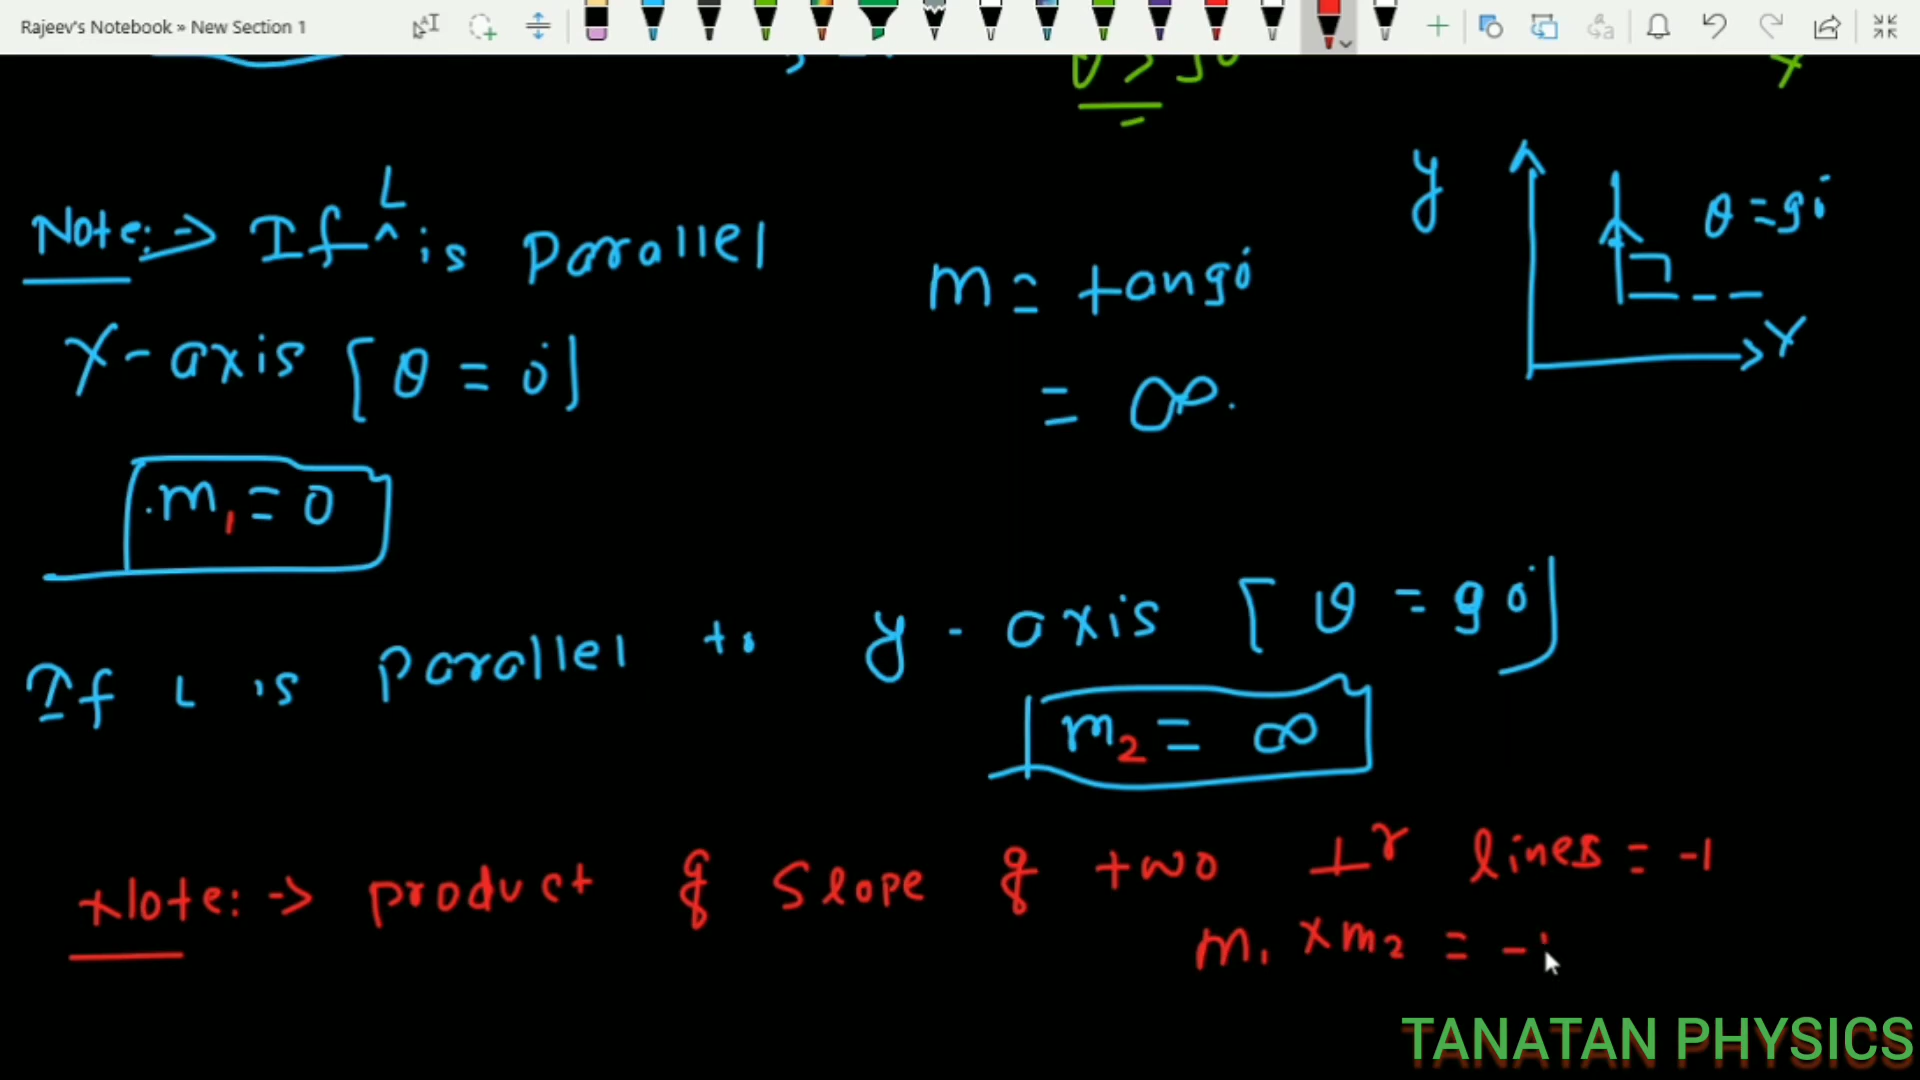 Rajeev's Notebook » New Section 1
θ > 90
Note: → If L is parallel
X-axis [θ = 0°]
m₁ = 0
m = tan90°
= ∞.
y
θ = 90°
X
If L is parallel to y-axis [θ = 90°]
m₂ = ∞
Note: → product of slope of two ⊥r lines = -1
m₁ × m₂ = -1
TANATAN PHYSICS